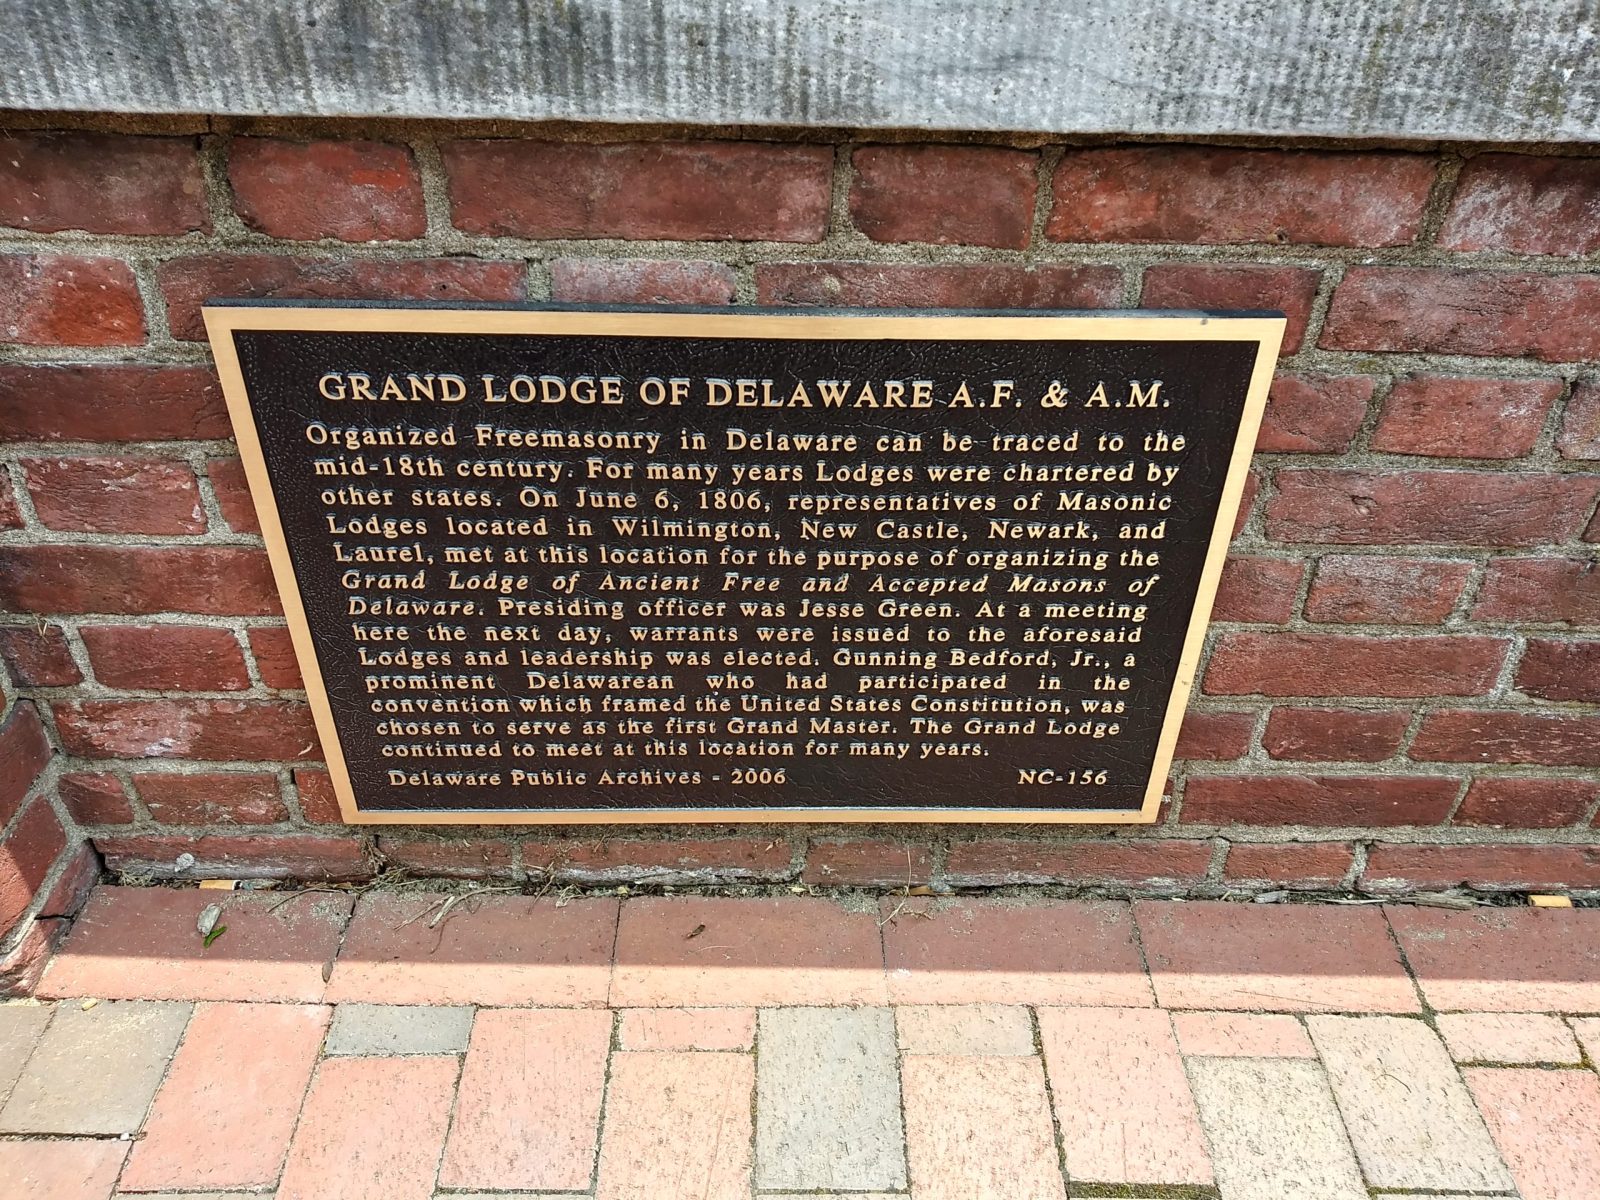 GRAND LODGE OF DELAWARE A.F. & A.M.
Organized Freemasonry in Delaware can be traced to the
mid-18th century. For many years Lodges were chartered by
other states. On June 6, 1806, representatives of Masonic
Lodges located in Wilmington, New Castle, Newark, and
Laurel, met at this location for the purpose of organizing the
Grand Lodge of Ancient Free and Accepted Masons of
Delaware. Presiding officer was Jesse Green. At a meeting
here the next day, warrants were issued to the aforesaid
Lodges and leadership was elected. Gunning Bedford, Jr., a
prominent Delawarean who had participated in the
convention which framed the United States Constitution, was
chosen to serve as the first Grand Master. The Grand Lodge
continued to meet at this location for many years.
Delaware Public Archives - 2006 NC-156